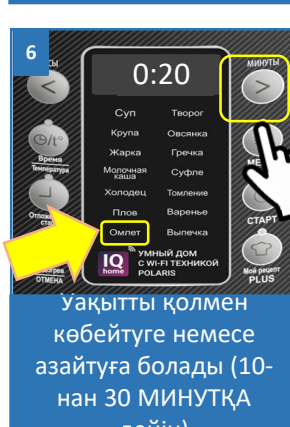 6
МИНУТЫ
0:20
Суп Творог
Крупа Овсянка
Жарка Гречка
Молочная каша Суфле
Холодец Томление
Плов Варенье
Омлет Выпечка
Время
Температура
СТАРТ
ОТМЕНА
Мой рецепт
PLUS
IQ home
УМНЫЙ ДОМ
С WI-FI ТЕХНИКОЙ
POLARIS
Уақытты қолмен
көбейтуге немесе
азайтуға болады (10-
нан 30 МИНУТҚА
дейін)